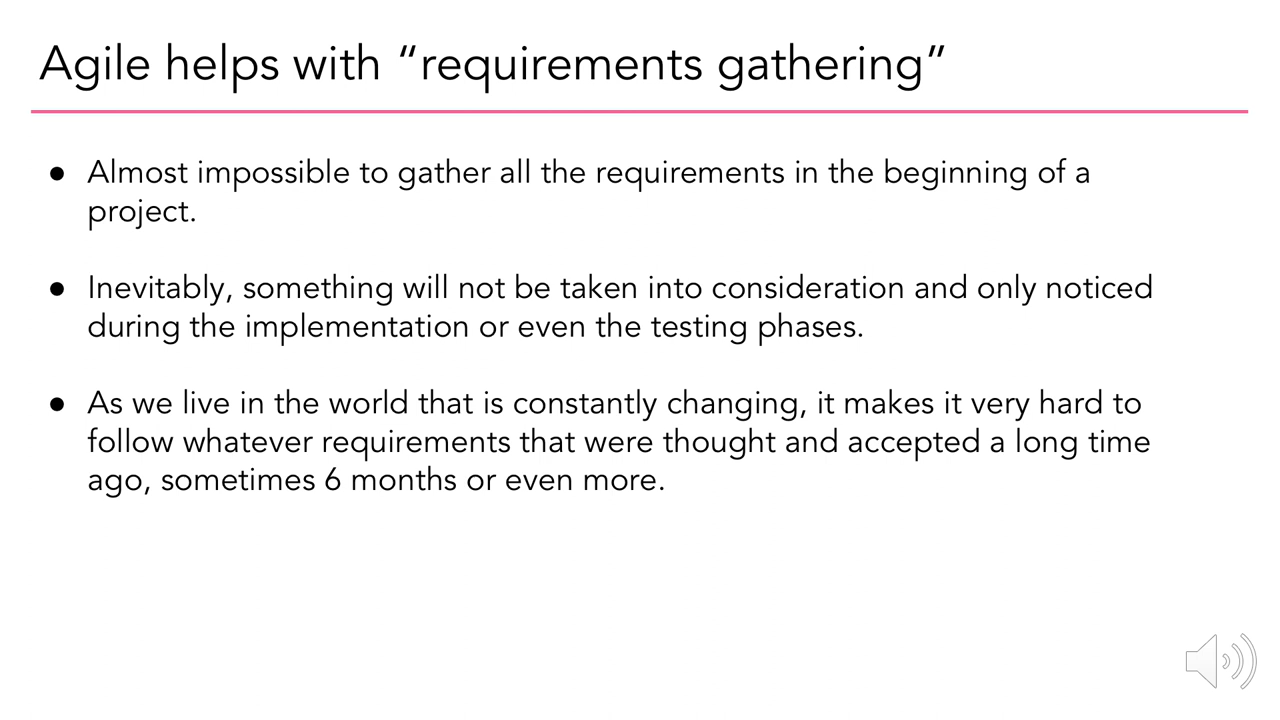 Agile helps with “requirements gathering”
● Almost impossible to gather all the requirements in the beginning of a
project.
● Inevitably, something will not be taken into consideration and only noticed
during the implementation or even the testing phases.
● As we live in the world that is constantly changing, it makes it very hard to
follow whatever requirements that were thought and accepted a long time
ago, sometimes 6 months or even more.